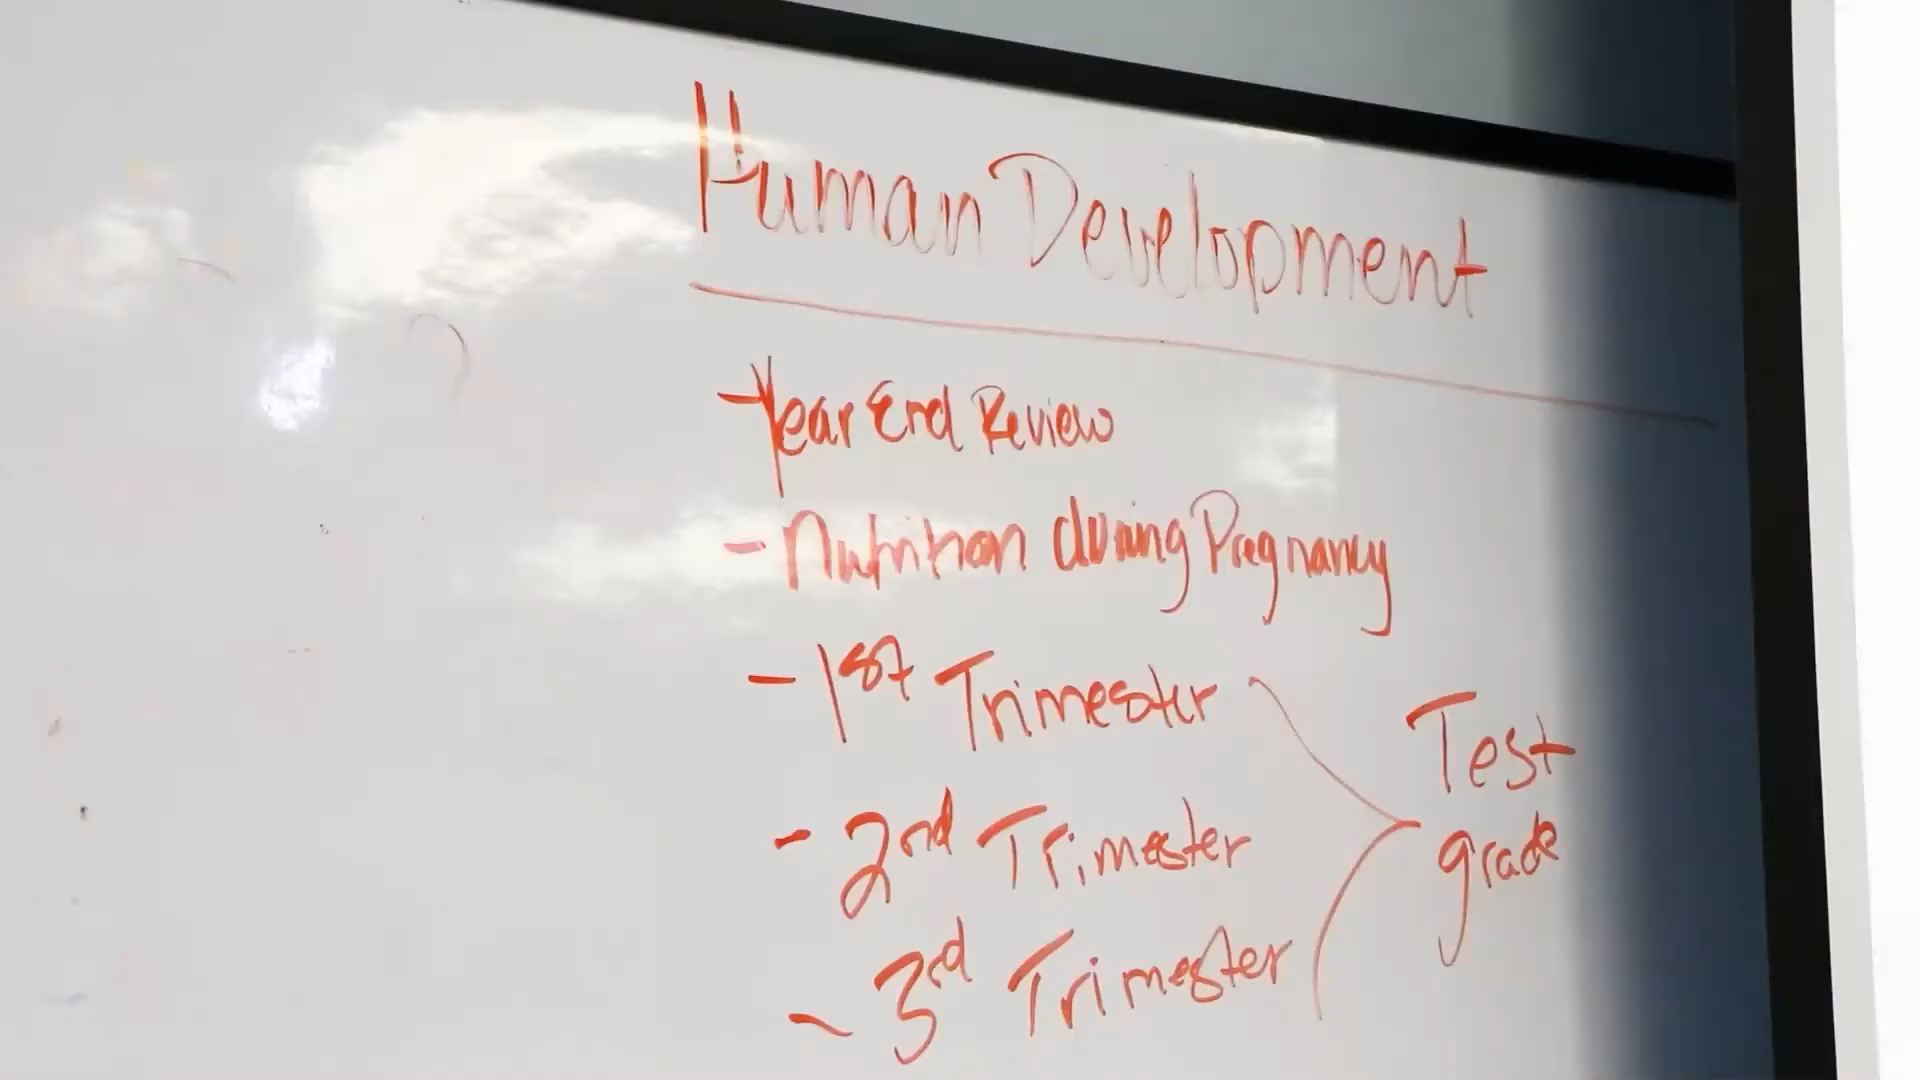 Human Development
- Year End Review
- Nutrition during Pregnancy
- 1st Trimester
- 2nd Trimester
- 3rd Trimester
Test
grade